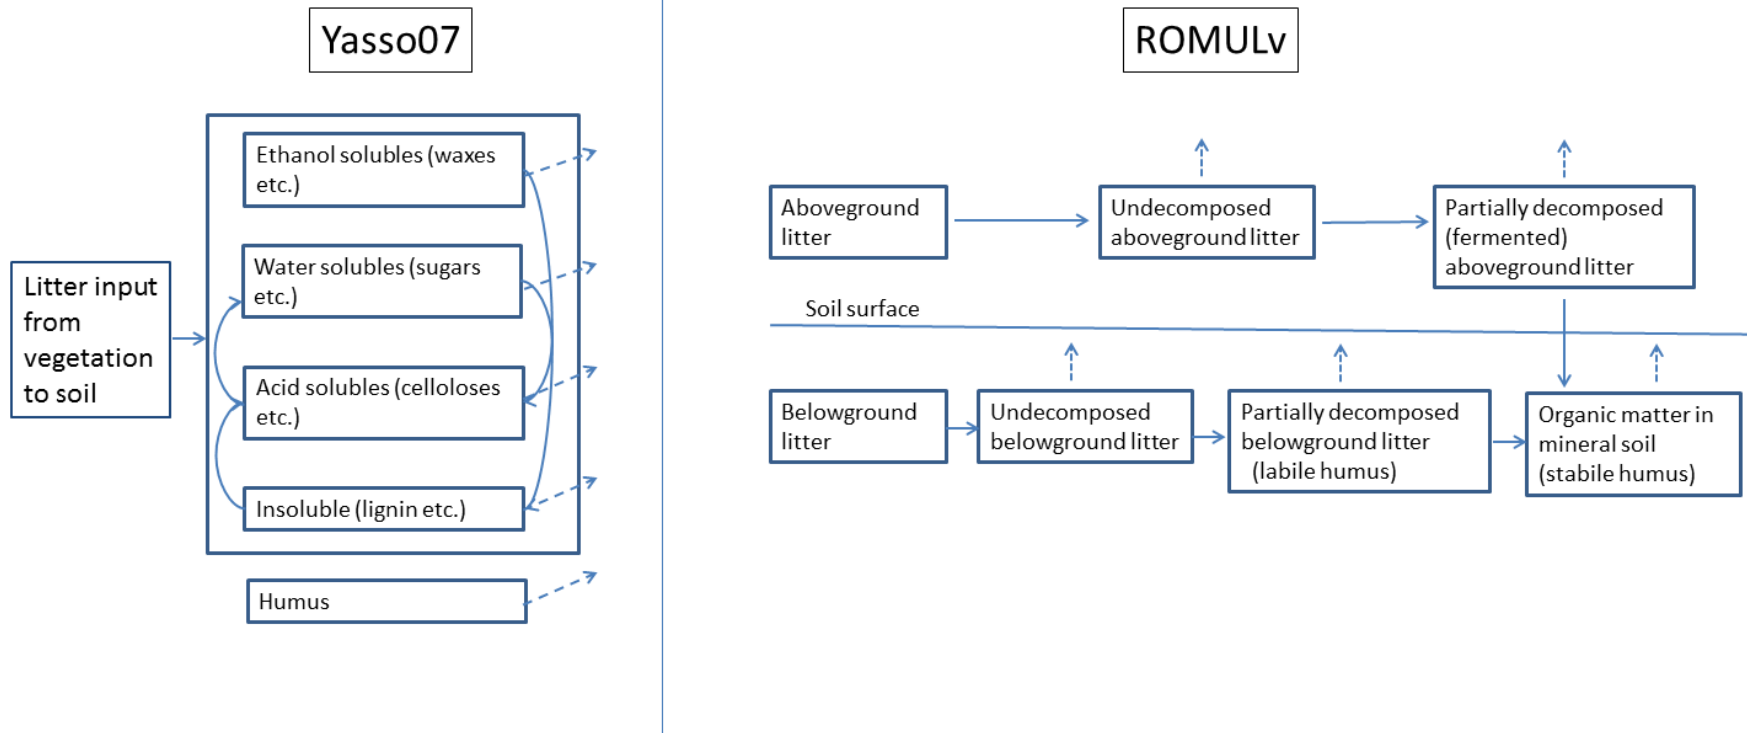 Yasso07
Ethanol solubles (waxes
etc.)
Water solubles (sugars
etc.)
Litter input
from
vegetation
to soil
Acid solubles (celloloses
etc.)
Insoluble (lignin etc.)
Humus
ROMULv
Aboveground
litter
Undecomposed
aboveground litter
Partially decomposed
(fermented)
aboveground litter
Soil surface
Belowground
litter
Undecomposed
belowground litter
Partially decomposed
belowground litter
(labile humus)
Organic matter in
mineral soil
(stabile humus)